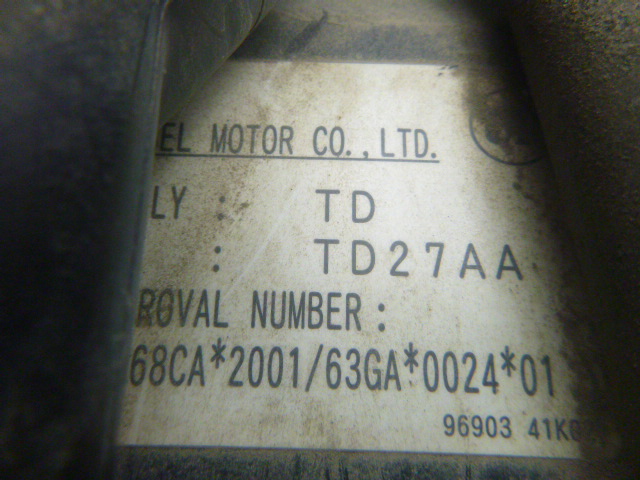 EL MOTOR CO.,LTD.
LY : TD
: TD27AA
ROVAL NUMBER:
68CA*2001/63GA*0024*01
96903 41K